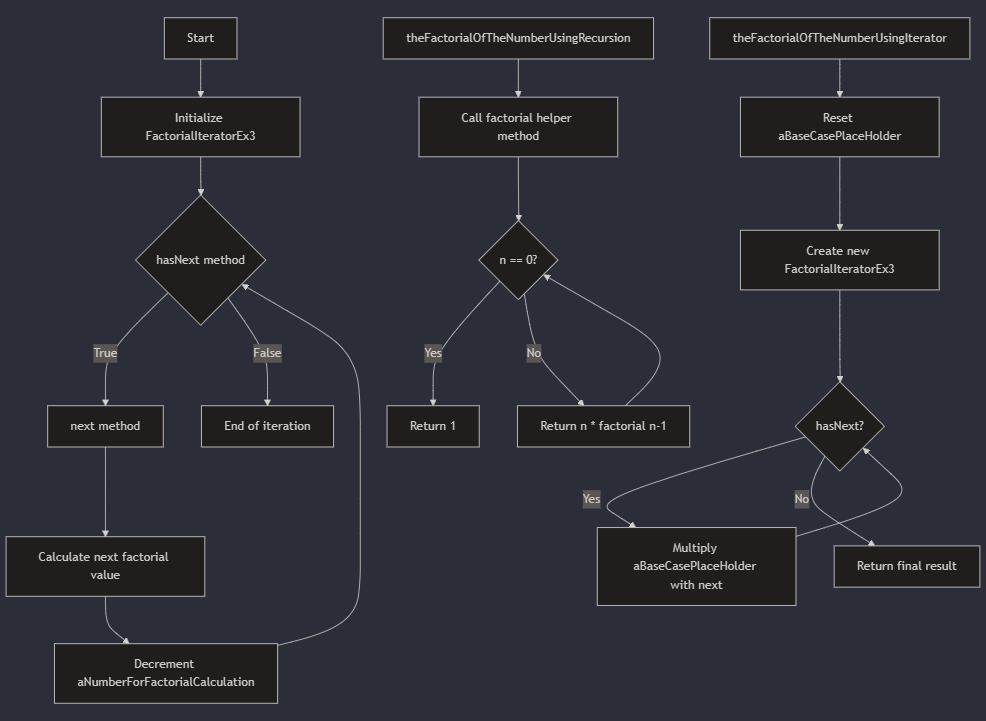 Start
Initialize
FactorialIteratorEx3
hasNext method
True
False
next method
End of iteration
Calculate next factorial
value
Decrement
aNumberForFactorialCalculation
theFactorialOfTheNumberUsingRecursion
Call factorial helper
method
n == 0?
Yes
No
Return 1
Return n * factorial n-1
theFactorialOfTheNumberUsingIterator
Reset
aBaseCasePlaceHolder
Create new
FactorialIteratorEx3
hasNext?
Yes
No
Multiply
aBaseCasePlaceHolder
with next
Return final result